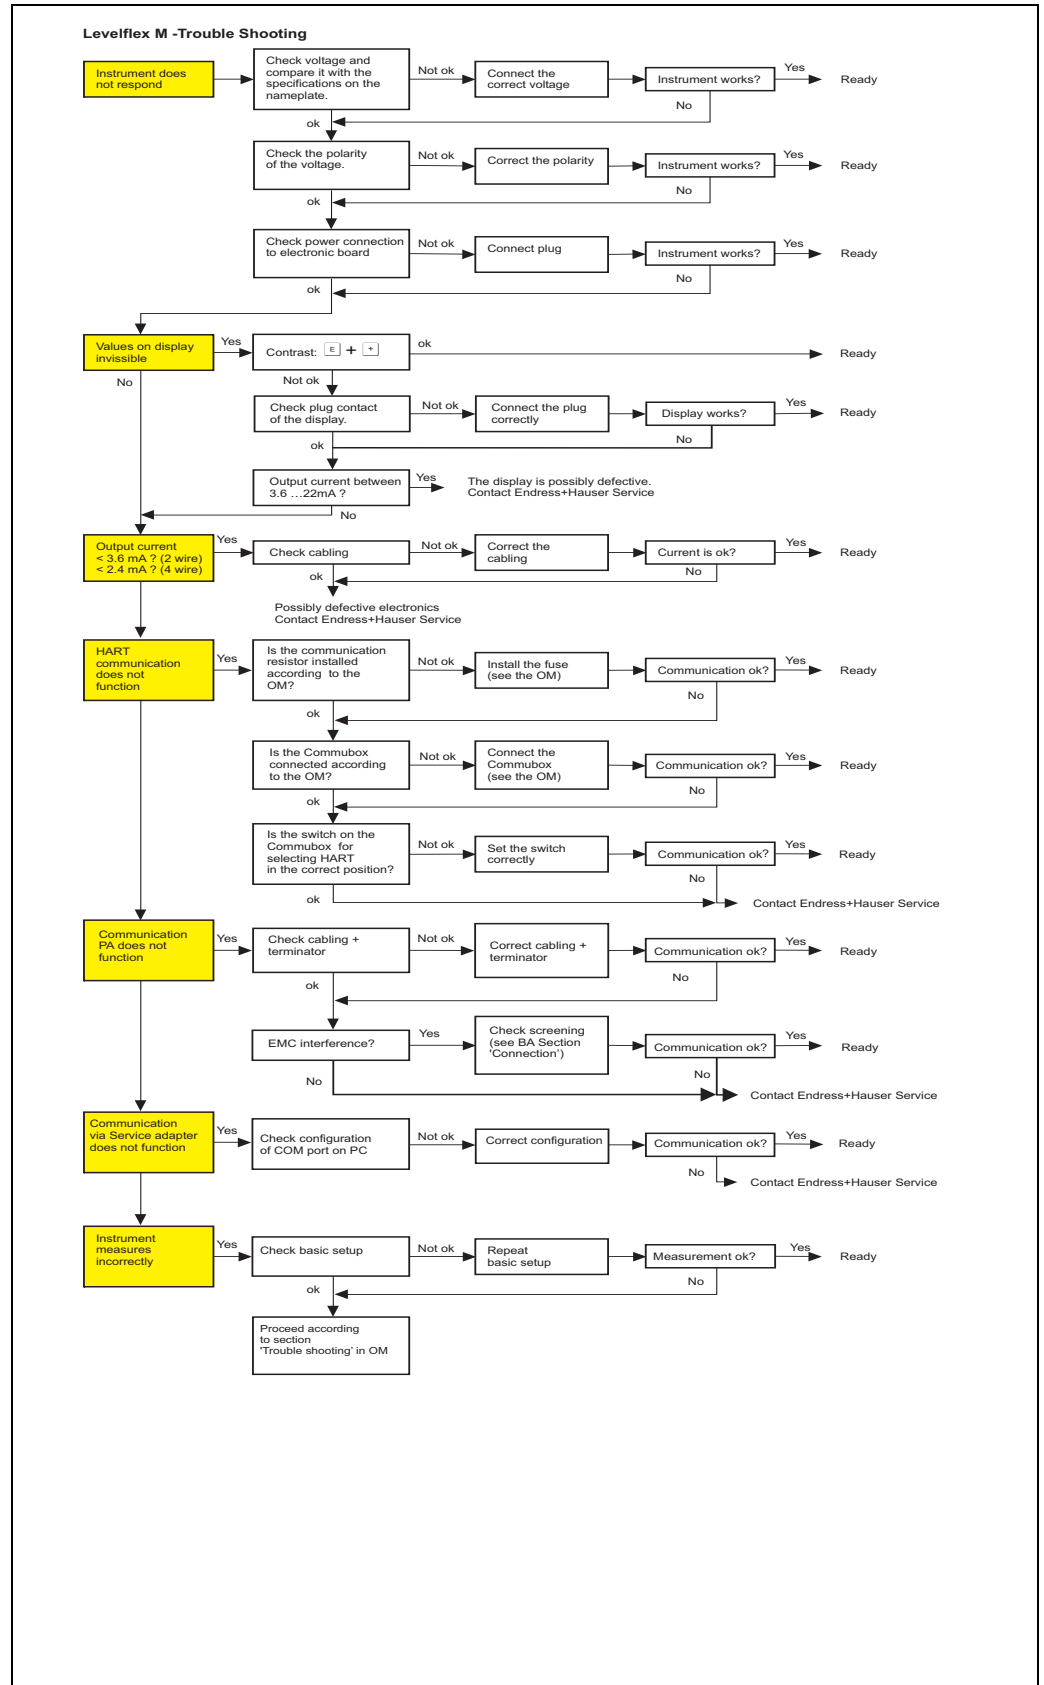 Levelflex M -Trouble Shooting
Instrument does
not respond
Check voltage and
compare it with the
specifications on the
nameplate.
Not ok
Connect the
correct voltage
Instrument works?
Yes
Ready
No
ok
Check the polarity
of the voltage.
Not ok
Correct the polarity
Instrument works?
Yes
Ready
No
ok
Check power connection
to electronic board
Not ok
Connect plug
Instrument works?
Yes
Ready
No
ok
Values on display
invissible
Yes
Contrast: E + +
ok
Ready
No
Not ok
Check plug contact
of the display.
Not ok
Connect the plug
correctly
Display works?
Yes
Ready
No
ok
Output current between
3.6 ...22mA ?
Yes
The display is possibly defective.
Contact Endress+Hauser Service
No
Output current
< 3.6 mA ? (2 wire)
< 2.4 mA ? (4 wire)
Yes
Check cabling
Not ok
Correct the
cabling
Current is ok?
Yes
Ready
No
ok
Possibly defective electronics
Contact Endress+Hauser Service
HART
communication
does not
function
Yes
Is the communication
resistor installed
according to the
OM?
Not ok
Install the fuse
(see the OM)
Communication ok?
Yes
Ready
No
ok
Is the Commubox
connected according
to the OM?
Not ok
Connect the
Commubox
(see the OM)
Communication ok?
Yes
Ready
No
ok
Is the switch on the
Commubox for
selecting HART
in the correct position?
Not ok
Set the switch
correctly
Communication ok?
Yes
Ready
No
ok
Contact Endress+Hauser Service
Communication
PA does not
function
Yes
Check cabling +
terminator
Not ok
Correct cabling +
terminator
Communication ok?
Yes
Ready
No
ok
EMC interference?
Yes
Check screening
(see BA Section
'Connection')
Communication ok?
Yes
Ready
No
No
Contact Endress+Hauser Service
Communication
via Service adapter
does not function
Yes
Check configuration
of COM port on PC
Not ok
Correct configuration
Communication ok?
Yes
Ready
No
Contact Endress+Hauser Service
Instrument
measures
incorrectly
Yes
Check basic setup
Not ok
Repeat
basic setup
Measurement ok?
Yes
Ready
No
ok
Proceed according
to section
'Trouble shooting' in OM